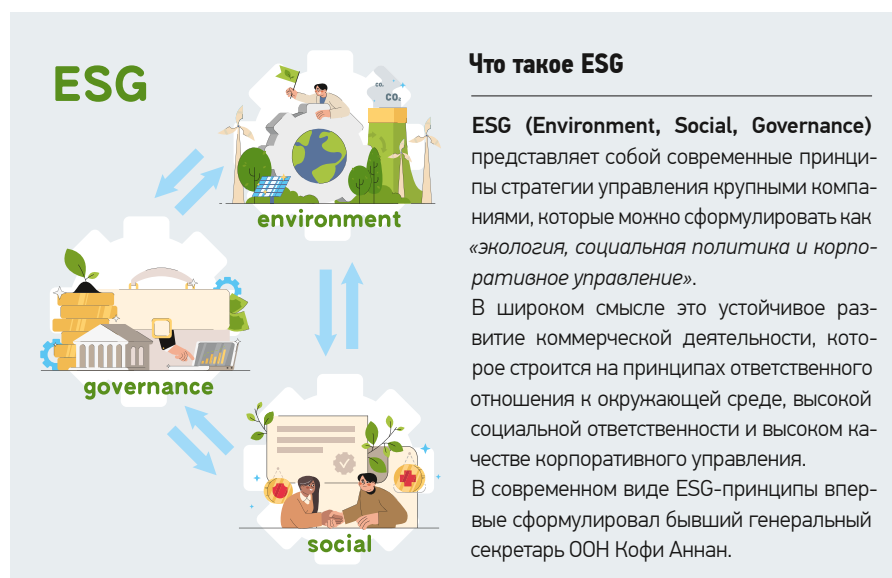 ESG
CO₂
CO₂
environment
governance
social
Что такое ESG
ESG (Environment, Social, Governance)
представляет собой современные принци-
пы стратегии управления крупными компа-
ниями, которые можно сформулировать как
«экология, социальная политика и корпо-
ративное управление».
В широком смысле это устойчивое раз-
витие коммерческой деятельности, кото-
рое строится на принципах ответственного
отношения к окружающей среде, высокой
социальной ответственности и высоком ка-
честве корпоративного управления.
В современном виде ESG-принципы впер-
вые сформулировал бывший генеральный
секретарь ООН Кофи Аннан.